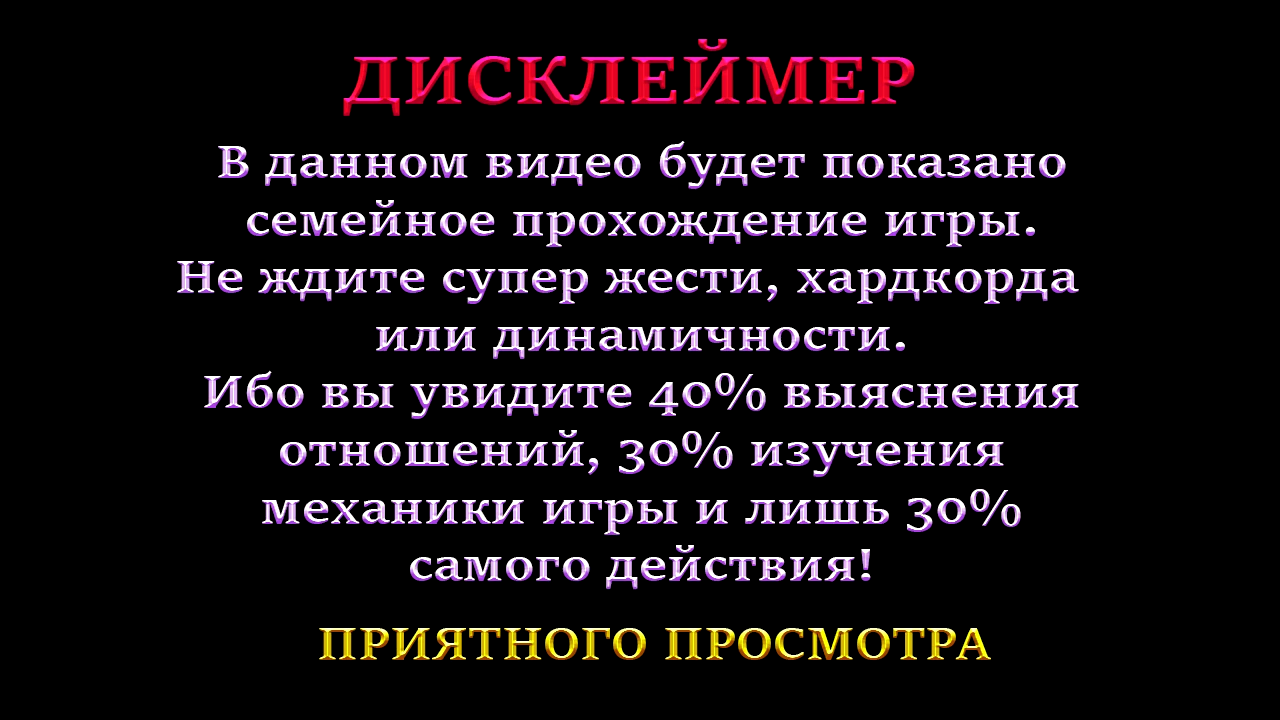 ДИСКЛЕЙМЕР
В данном видео будет показано
семейное прохождение игры.
Не ждите супер жести, хардкорда
или динамичности.
Ибо вы увидите 40% выяснения
отношений, 30% изучения
механики игры и лишь 30%
самого действия!
ПРИЯТНОГО ПРОСМОТРА